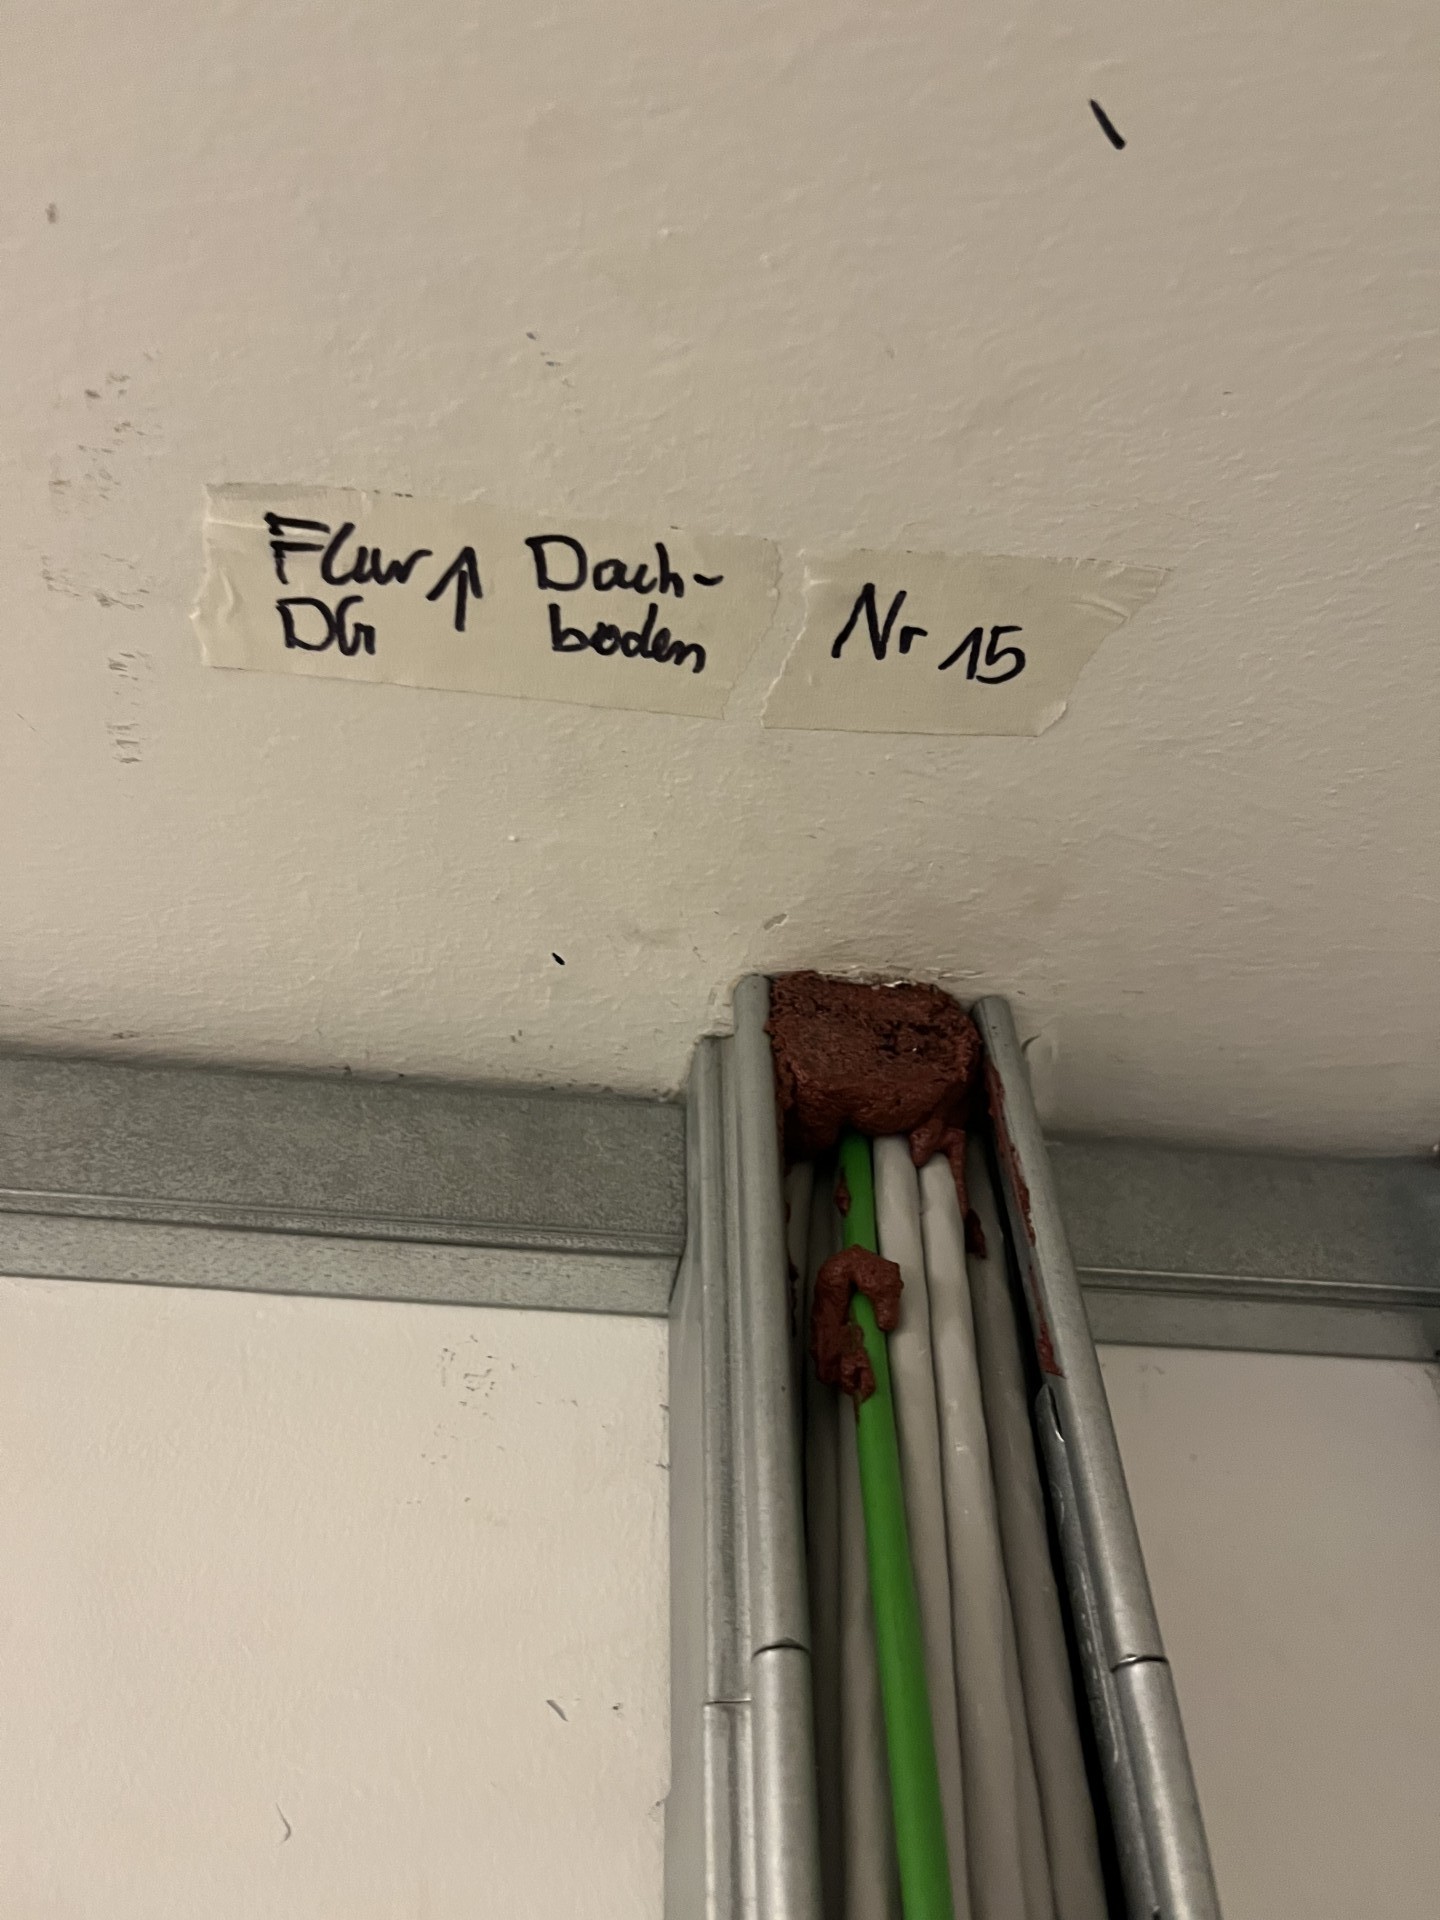 Flur ↑ Dach-
DG boden
Nr 15